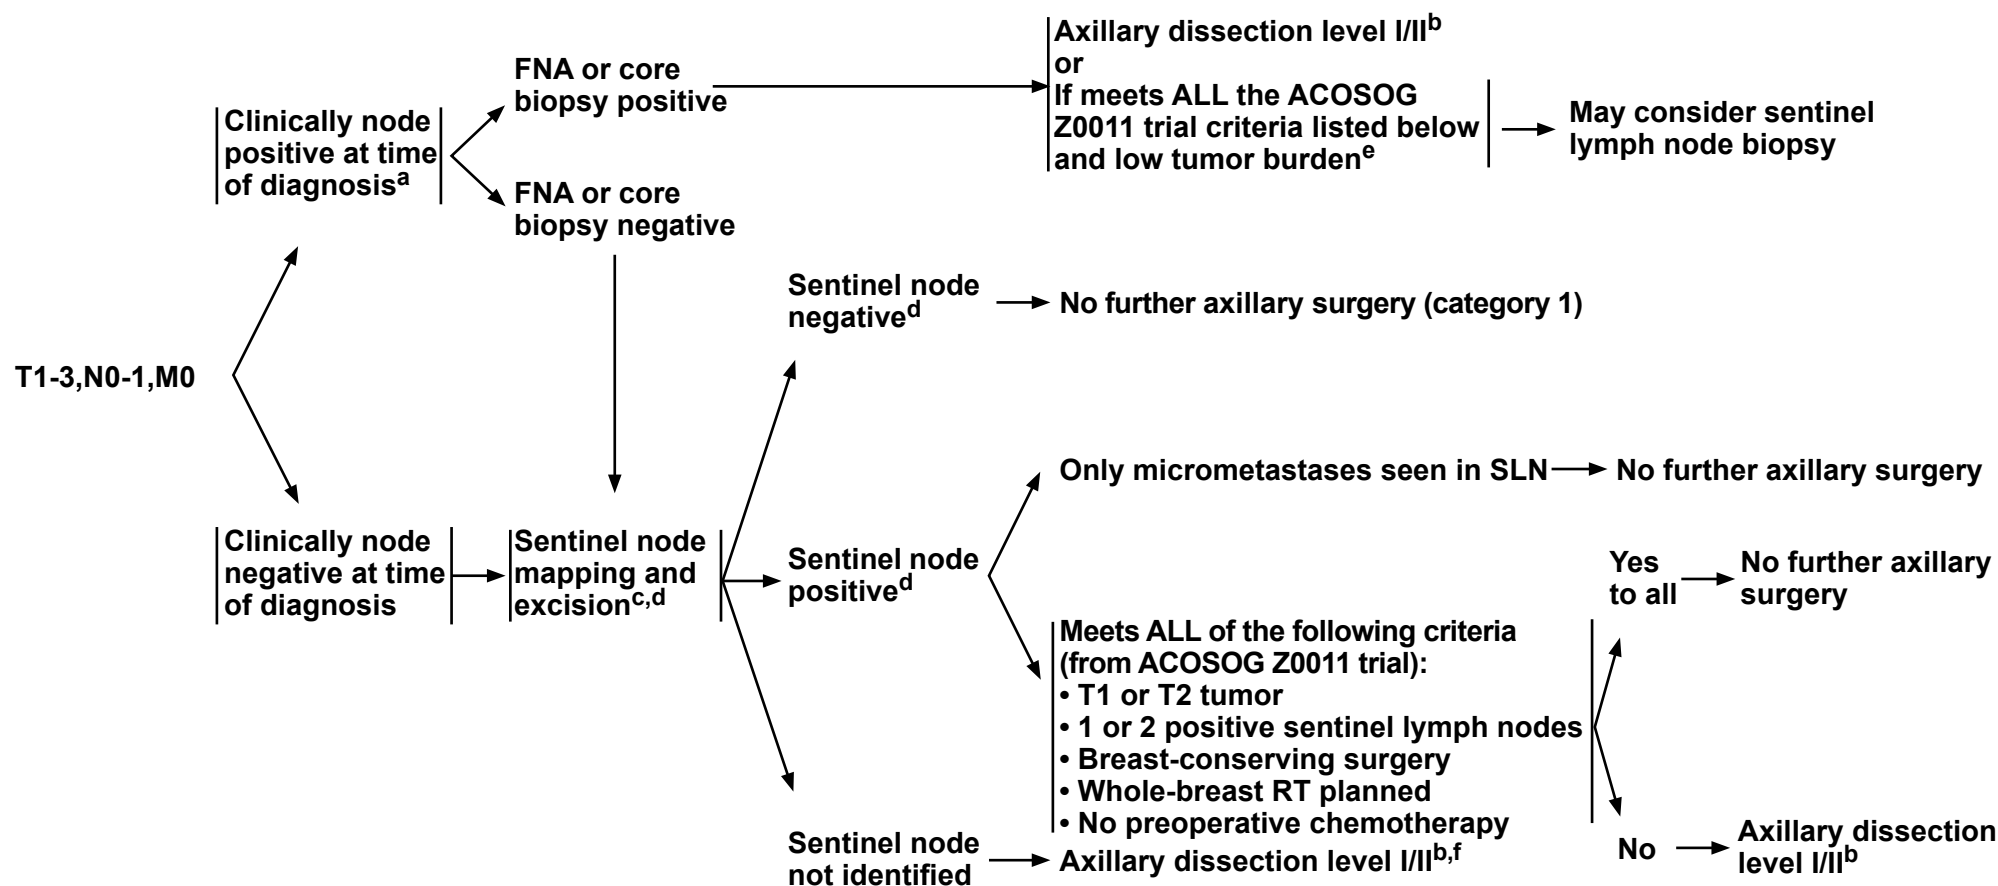 Axillary dissection level I/IIb
or
If meets ALL the ACOSOG
Z0011 trial criteria listed below
and low tumor burdene
May consider sentinel
lymph node biopsy
FNA or core
biopsy positive
Clinically node
positive at time
of diagnosisa
FNA or core
biopsy negative
Sentinel node
negatived
No further axillary surgery (category 1)
T1-3,N0-1,M0
Only micrometastases seen in SLN
No further axillary surgery
Clinically node
negative at time
of diagnosis
Sentinel node
mapping and
excisionc,d
Sentinel node
positived
Yes
to all
No further axillary
surgery
Meets ALL of the following criteria
(from ACOSOG Z0011 trial):
• T1 or T2 tumor
• 1 or 2 positive sentinel lymph nodes
• Breast-conserving surgery
• Whole-breast RT planned
• No preoperative chemotherapy
No
Axillary dissection
level I/IIb
Sentinel node
not identified
Axillary dissection level I/IIb,f